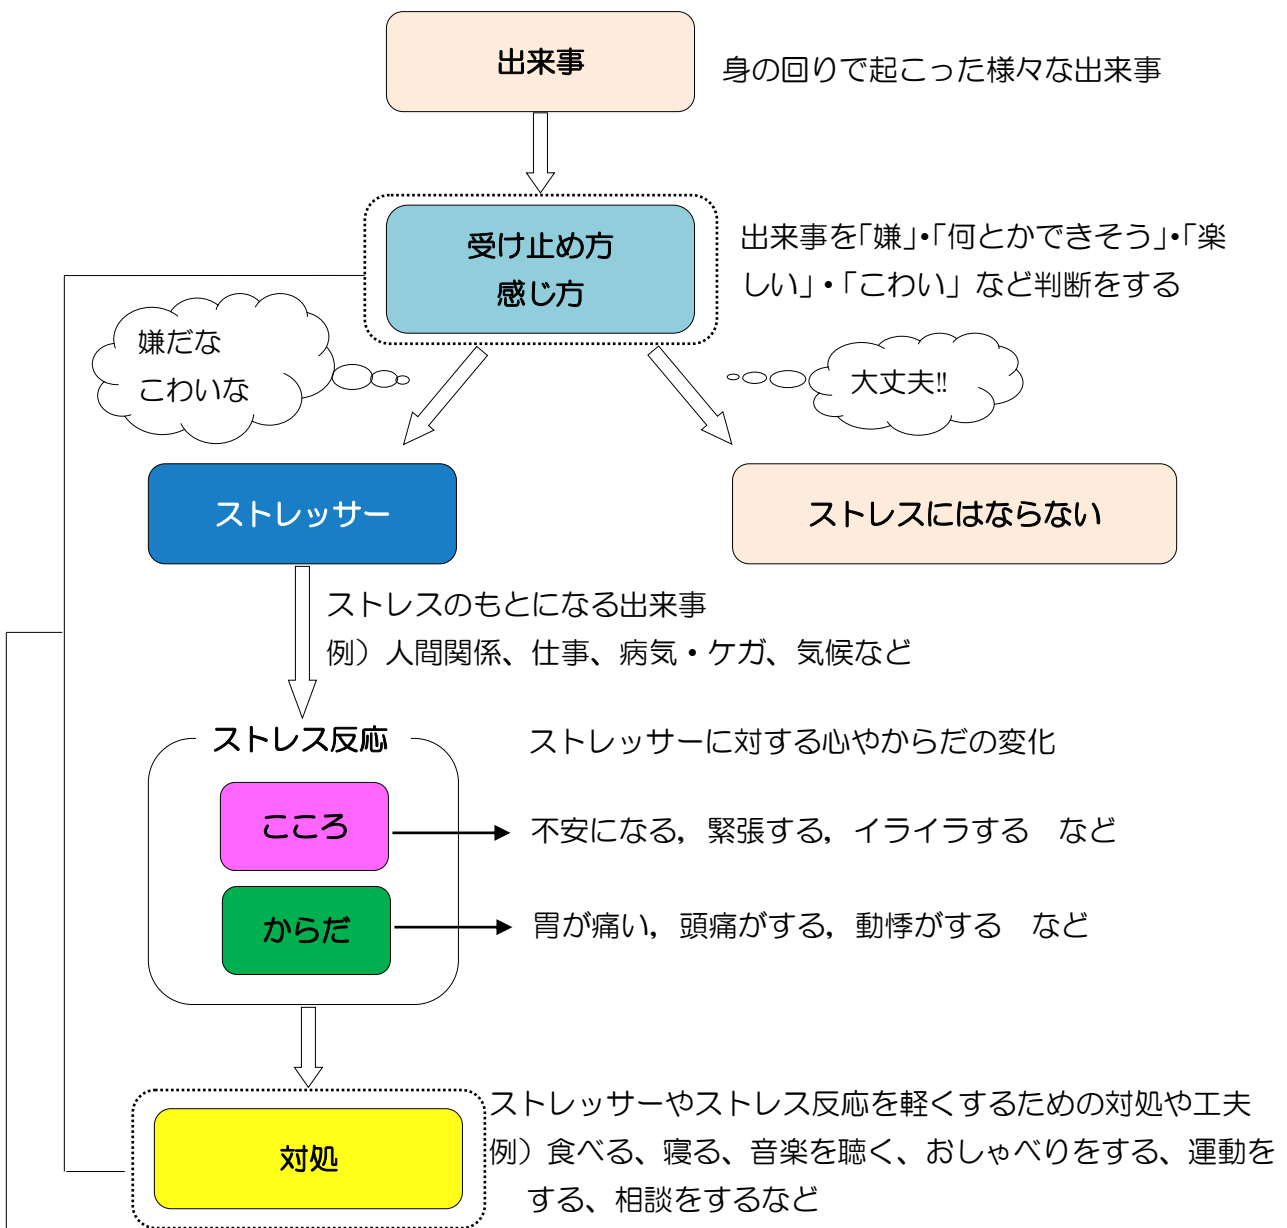 出来事
身の回りで起こった様々な出来事
受け止め方
感じ方
出来事を「嫌」・「何とかできそう」・「楽
しい」・「こわい」など判断をする
嫌だな
こわいな
大丈夫!!
ストレッサー
ストレスにはならない
ストレスのもとになる出来事
例）人間関係、仕事、病気・ケガ、気候など
ストレス反応
ストレッサーに対する心やからだの変化
こころ
不安になる，緊張する，イライラする　など
からだ
胃が痛い，頭痛がする，動悸がする　など
ストレッサーやストレス反応を軽くするための対処や工夫
対処
例）食べる、寝る、音楽を聴く、おしゃべりをする、運動を
する、相談をするなど